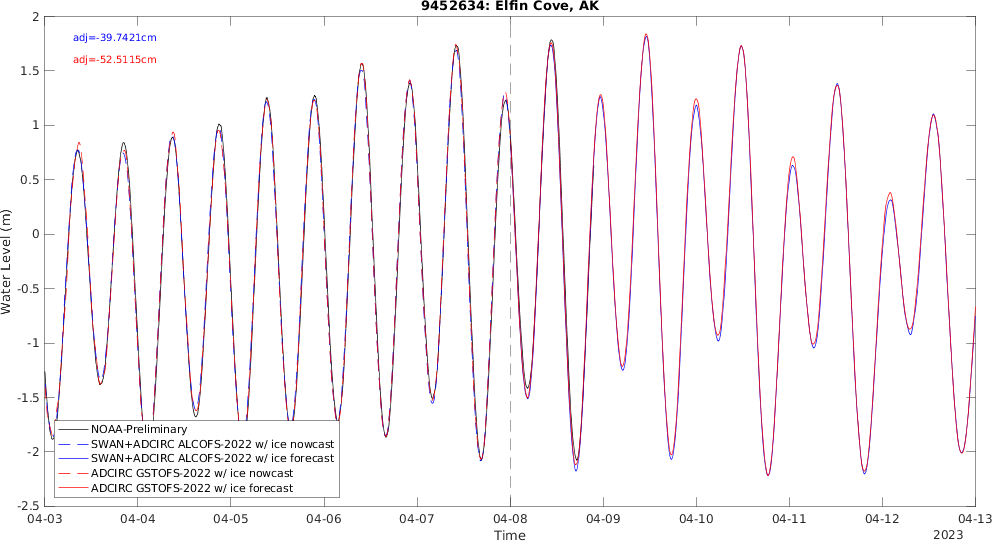 9452634: Elfin Cove, AK
adj=-39.7421cm
adj=-52.5115cm
Water Level (m)
2
1.5
1
0.5
0
-0.5
-1
-1.5
-2
-2.5
NOAA-Preliminary
SWAN+ADCIRC ALCOFS-2022 w/ ice nowcast
SWAN+ADCIRC ALCOFS-2022 w/ ice forecast
ADCIRC GSTOFS-2022 w/ ice nowcast
ADCIRC GSTOFS-2022 w/ ice forecast
04-03 04-04 04-05 04-06 04-07 04-08 04-09 04-10 04-11 04-12 04-13
Time
2023